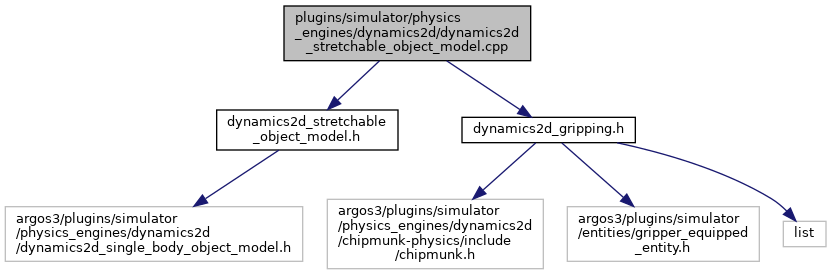 plugins/simulator/physics
_engines/dynamics2d/dynamics2d
_stretchable_object_model.cpp
dynamics2d_stretchable
_object_model.h
dynamics2d_gripping.h
argos3/plugins/simulator
/physics_engines/dynamics2d
/dynamics2d_single_body_object_model.h
argos3/plugins/simulator
/physics_engines/dynamics2d
/chipmunk-physics/include
/chipmunk.h
argos3/plugins/simulator
/entities/gripper_equipped
_entity.h
list